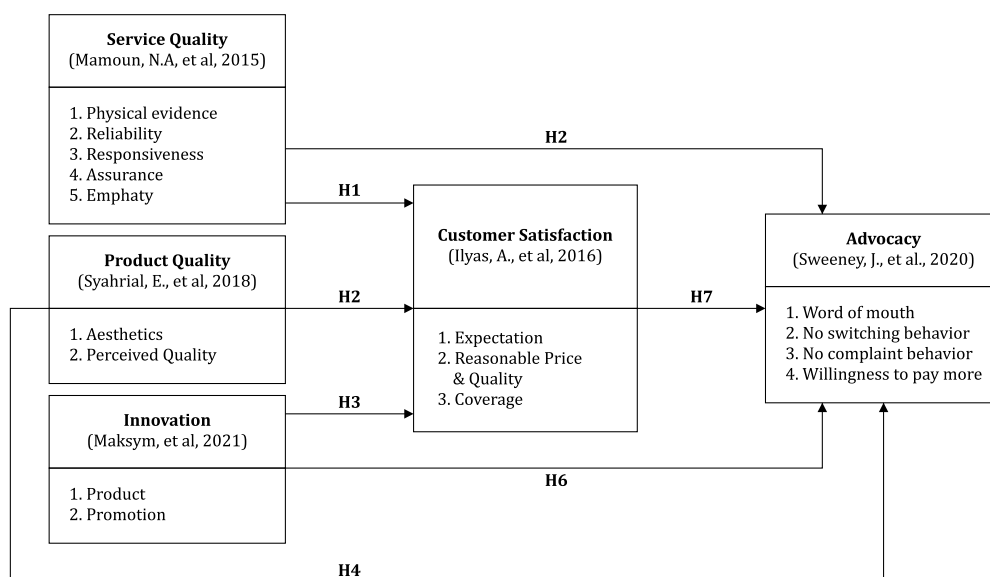 Service Quality
(Mamoun, N.A, et al, 2015)
1. Physical evidence
2. Reliability
3. Responsiveness
4. Assurance
5. Emphaty
H2
H1
Customer Satisfaction
(Ilyas, A., et al, 2016)
1. Expectation
2. Reasonable Price
& Quality
3. Coverage
Product Quality
(Syahrial, E., et al, 2018)
1. Aesthetics
2. Perceived Quality
H2
H7
Advocacy
(Sweeney, J., et al., 2020)
1. Word of mouth
2. No switching behavior
3. No complaint behavior
4. Willingness to pay more
H3
Innovation
(Maksym, et al, 2021)
1. Product
2. Promotion
H6
H4